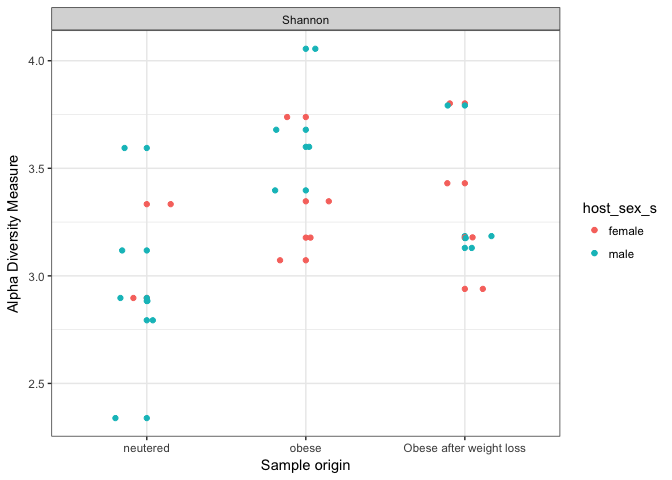 Shannon
Alpha Diversity Measure
4.0
3.5
3.0
2.5
neutered
obese
Obese after weight loss
Sample origin
host_sex_s
female
male